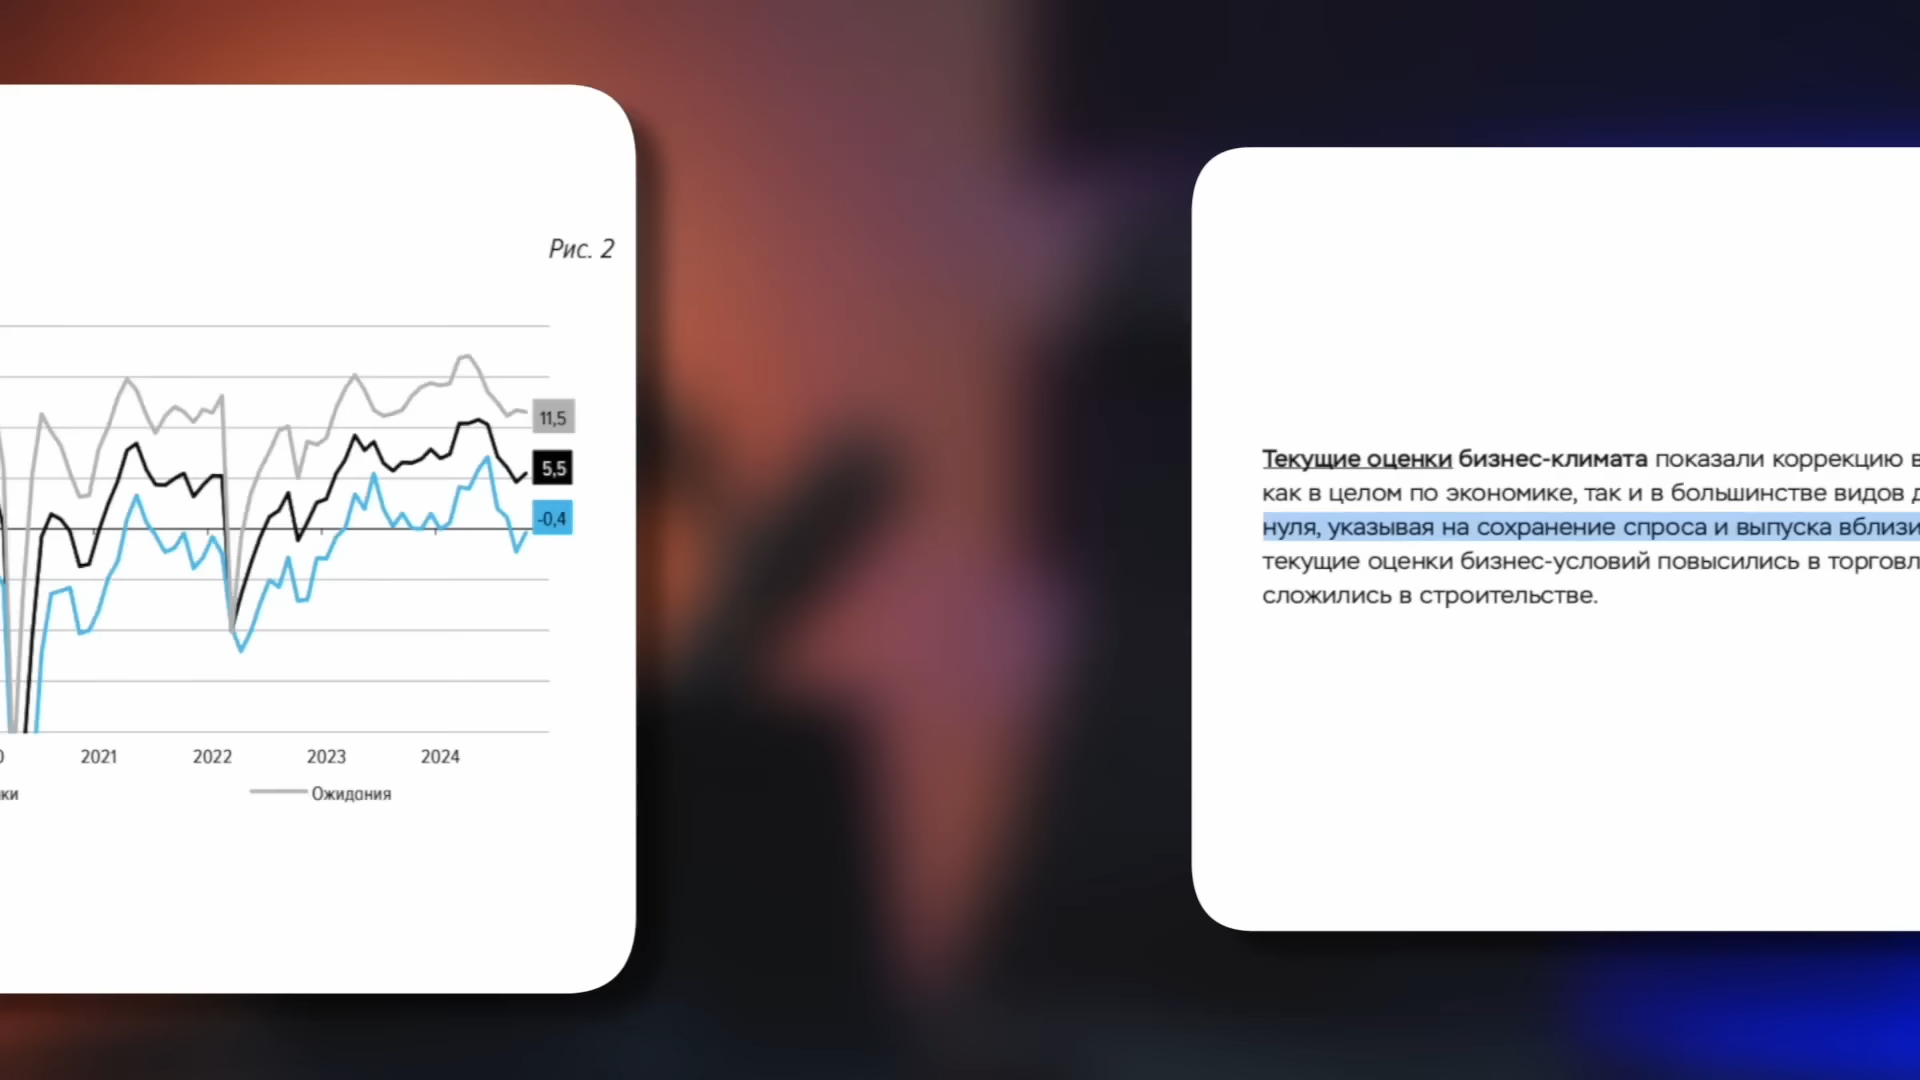 Рис. 2
11,5
5,5
-0,4
2021
2022
2023
2024
Ожидания
Текущие оценки бизнес-климата показали коррекцию
как в целом по экономике, так и в большинстве видов
нуля, указывая на сохранение спроса и выпуска вблизи
текущие оценки бизнес-условий повысились в
сложились в строительстве.